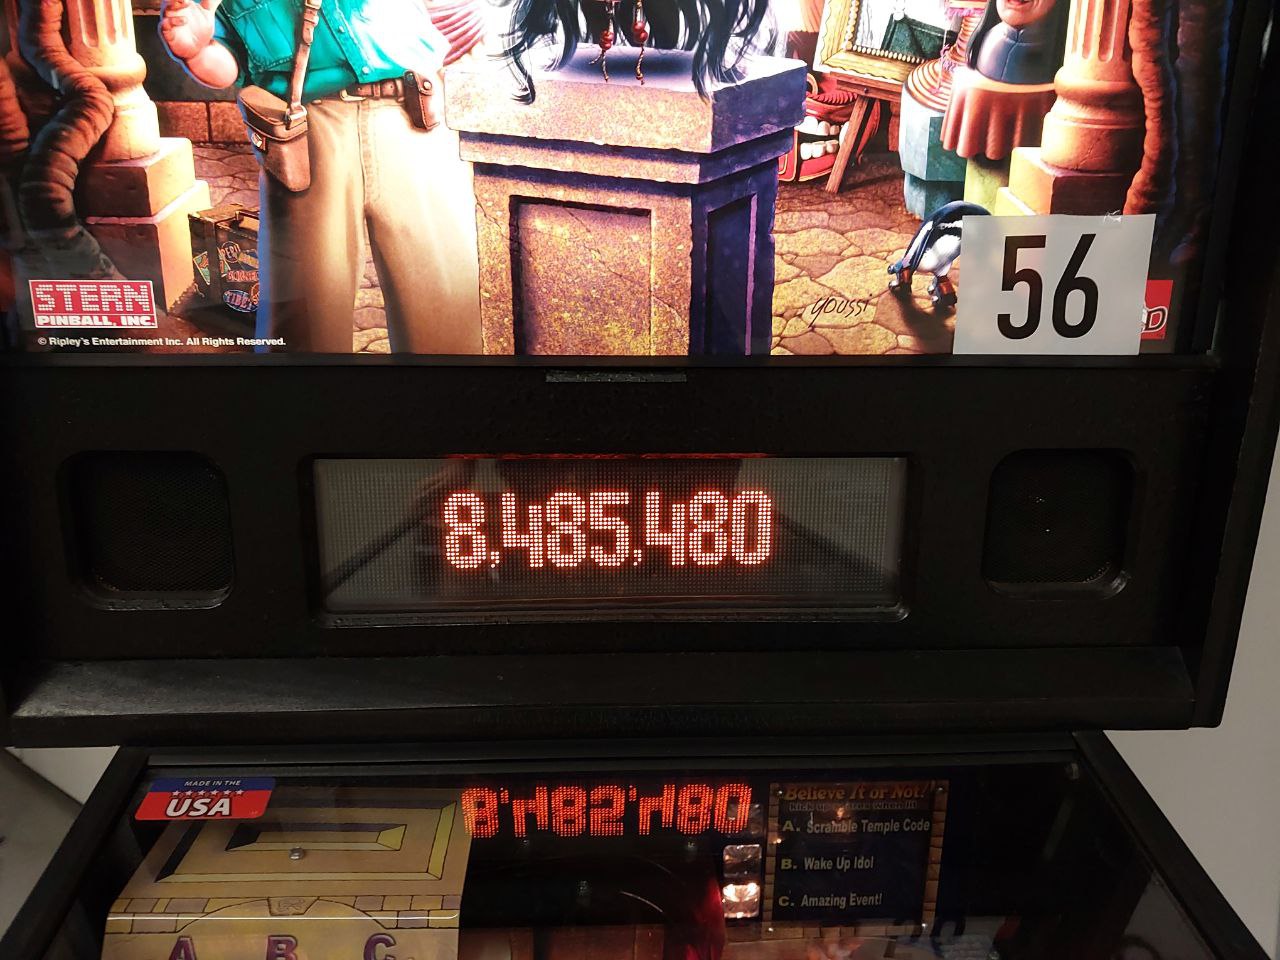 STERN
PINBALL, INC.
© Ripley's Entertainment Inc. All Rights Reserved.
youssi
56
8,485,480
MADE IN THE
USA
Believe It or Not!
A. Scramble Temple Code
B. Wake Up Idol
C. Amazing Event!
A B C